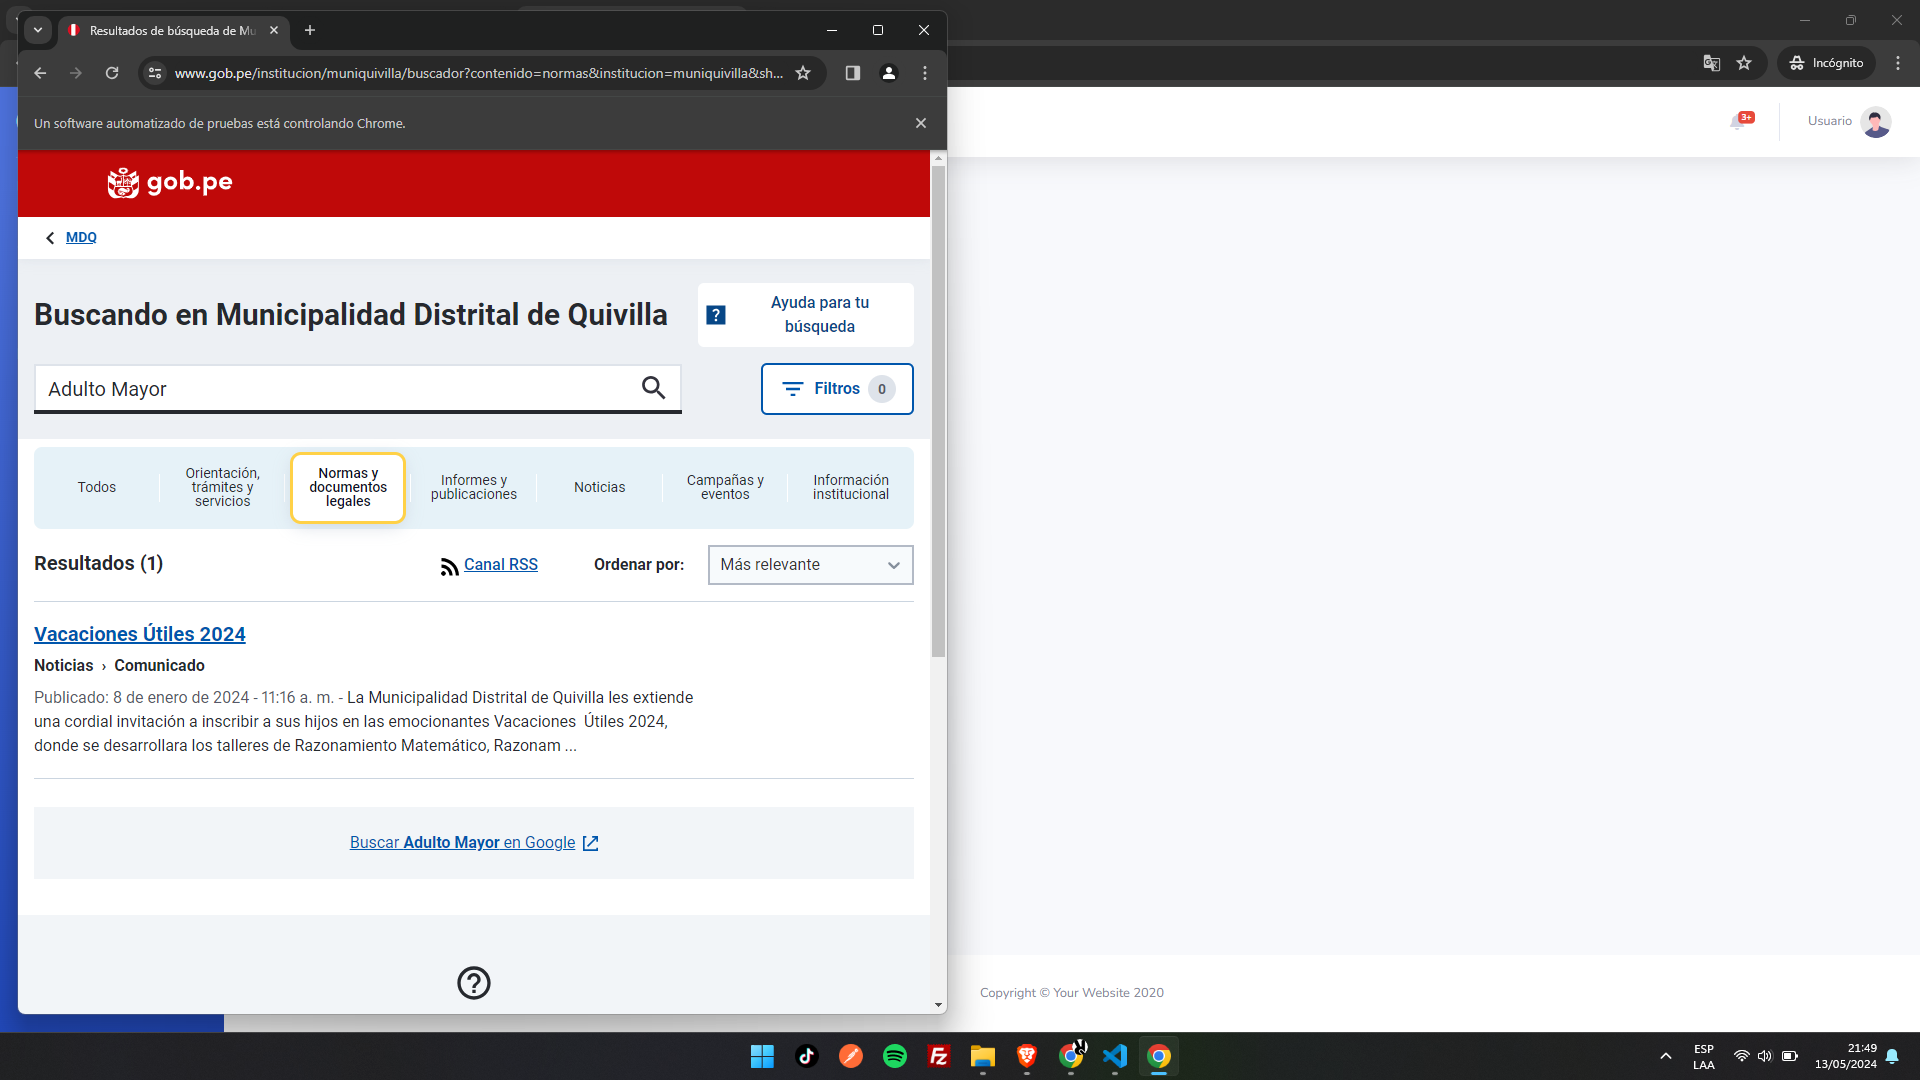 Resultados de búsqueda de Mu
www.gob.pe/institucion/muniquivilla/buscador?contenido=normas&institucion=muniquivilla&sh...
Incógnito
Un software automatizado de pruebas está controlando Chrome.
3+
Usuario
gob.pe
MDQ
Buscando en Municipalidad Distrital de Quivilla
? Ayuda para tu
búsqueda
Adulto Mayor
Filtros 0
Todos
Orientación,
trámites y
servicios
Normas y
documentos
legales
Informes y
publicaciones
Noticias
Campañas y
eventos
Información
institucional
Resultados (1)
Canal RSS
Ordenar por:
Más relevante
Vacaciones Útiles 2024
Noticias › Comunicado
Publicado: 8 de enero de 2024 - 11:16 a. m. - La Municipalidad Distrital de Quivilla les extiende
una cordial invitación a inscribir a sus hijos en las emocionantes Vacaciones Útiles 2024,
donde se desarrollara los talleres de Razonamiento Matemático, Razonam ...
Buscar Adulto Mayor en Google
?
Copyright © Your Website 2020
ESP
LAA
21:49
13/05/2024